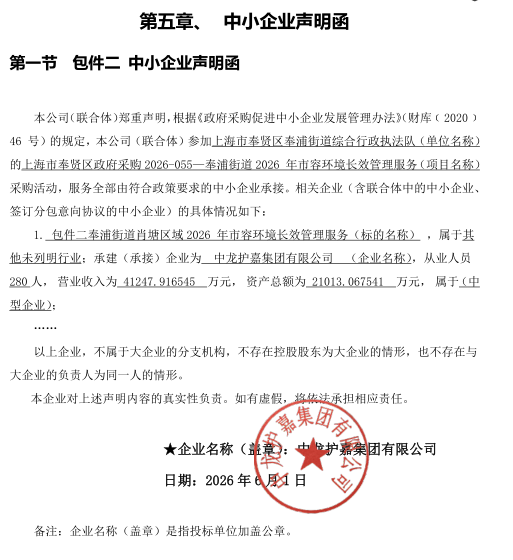 第五章、 中小企业声明函
第一节 包件二 中小企业声明函
本公司(联合体)郑重声明,根据《政府采购促进中小企业发展管理办法》(财库﹝2020﹞
46 号)的规定,本公司(联合体)参加上海市奉贤区奉浦街道综合行政执法队(单位名称)
的上海市奉贤区政府采购 2026-055—奉浦街道 2026 年市容环境长效管理服务(项目名称)
采购活动,服务全部由符合政策要求的中小企业承接。相关企业(含联合体中的中小企业、
签订分包意向协议的中小企业)的具体情况如下:
1. 包件二奉浦街道肖塘区域 2026 年市容环境长效管理服务(标的名称) ,属于其
他未列明行业;承建(承接)企业为 中龙护嘉集团有限公司 (企业名称),从业人员
280 人, 营业收入为 41247.916545 万元, 资产总额为 21013.067541 万元, 属于(中
型企业);
……
以上企业,不属于大企业的分支机构,不存在控股股东为大企业的情形,也不存在与
大企业的负责人为同一人的情形。
本企业对上述声明内容的真实性负责。如有虚假,将依法承担相应责任。
★企业名称(盖章):中龙护嘉集团有限公司
日期:2026 年 6 月 1 日
中龙护嘉集团有限公司
备注:企业名称(盖章)是指投标单位加盖公章。